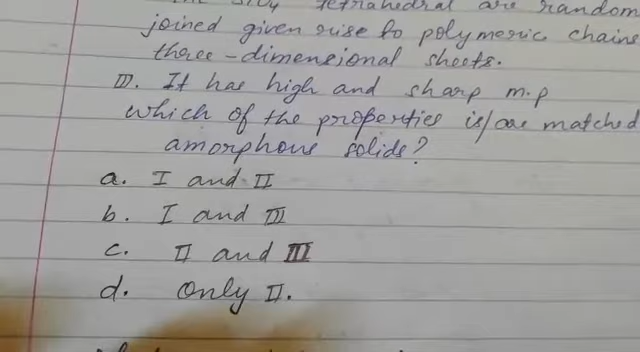 tetrahedral are random
joined given rise to polymeric chains
three-dimensional sheets.
III. It has high and sharp m.p
which of the properties is/are matched
amorphous solids?
a. I and II
b. I and III
c. II and III
d. Only II.